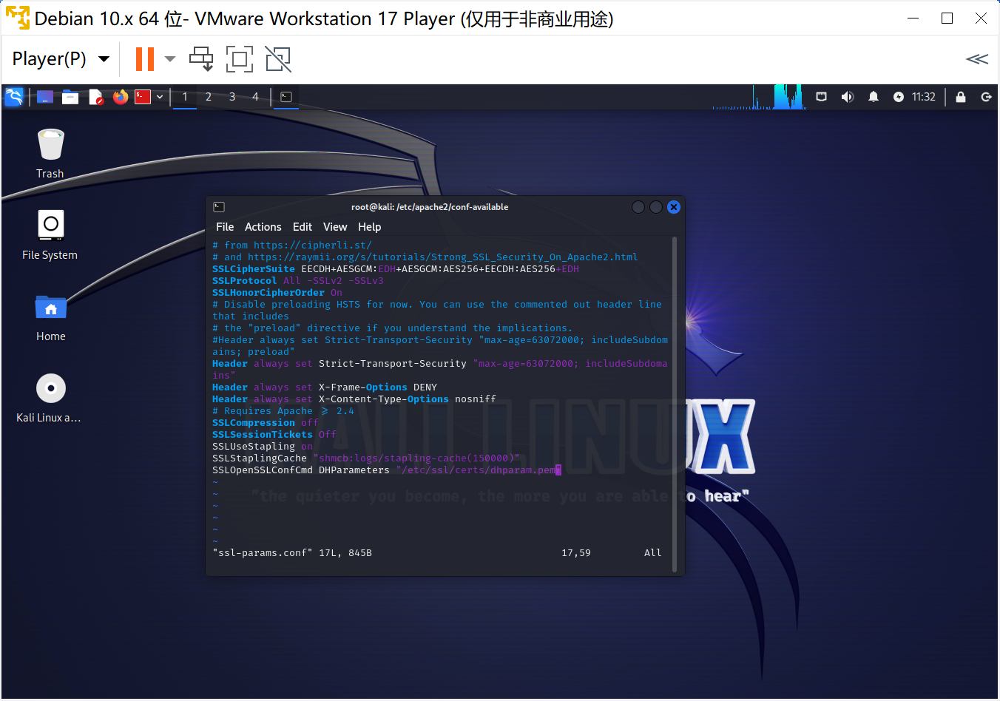 Debian 10.x 64 位- VMware Workstation 17 Player (仅用于非商业用途)
Player(P)
1 2 3 4 11:32
Trash
File System
Home
Kali Linux a...
root@kali: /etc/apache2/conf-available
File Actions Edit View Help
# from https://cipherli.st/
# and https://raymii.org/s/tutorials/Strong_SSL_Security_On_Apache2.html
SSLCipherSuite EECDH+AESGCM:EDH+AESGCM:AES256+EECDH:AES256+EDH
SSLProtocol All -SSLv2 -SSLv3
SSLHonorCipherOrder On
# Disable preloading HSTS for now. You can use the commented out header line
that includes
# the "preload" directive if you understand the implications.
#Header always set Strict-Transport-Security "max-age=63072000; includeSubdom
ains; preload"
Header always set Strict-Transport-Security "max-age=63072000; includeSubdoma
ins"
Header always set X-Frame-Options DENY
Header always set X-Content-Type-Options nosniff
# Requires Apache >= 2.4
SSLCompression off
SSLSessionTickets Off
SSLUseStapling on
SSLStaplingCache "shmcb:logs/stapling-cache(150000)"
SSLOpenSSLConfCmd DHParameters "/etc/ssl/certs/dhparam.pem"
~
~
~
~
~
~
"ssl-params.conf" 17L, 845B 17,59 All
KALI LINUX
"the quieter you become, the more you are able to hear"